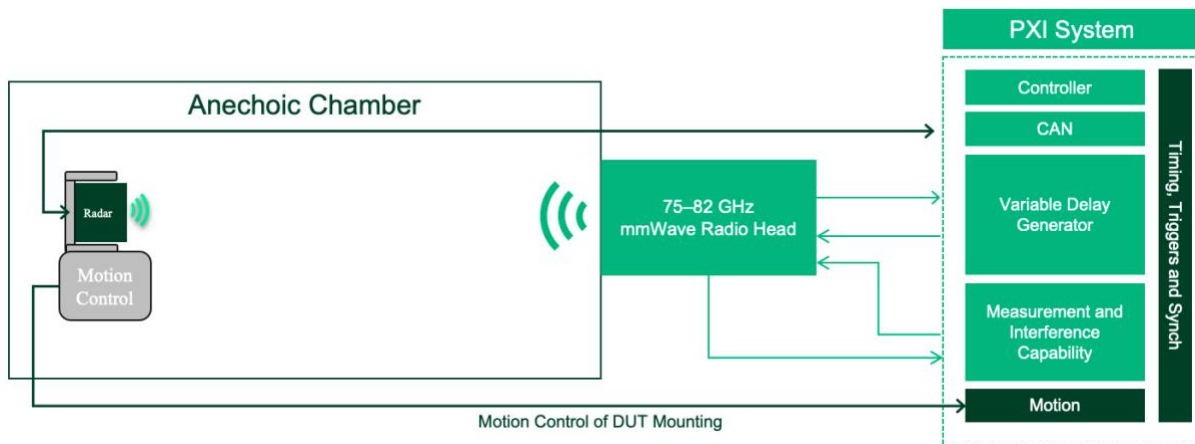 PXI System
Anechoic Chamber
Controller
CAN
Radar
75–82 GHz
mmWave Radio Head
Variable Delay
Generator
Timing, Triggers and Synch
Motion
Control
Measurement and
Interference
Capability
Motion
Motion Control of DUT Mounting